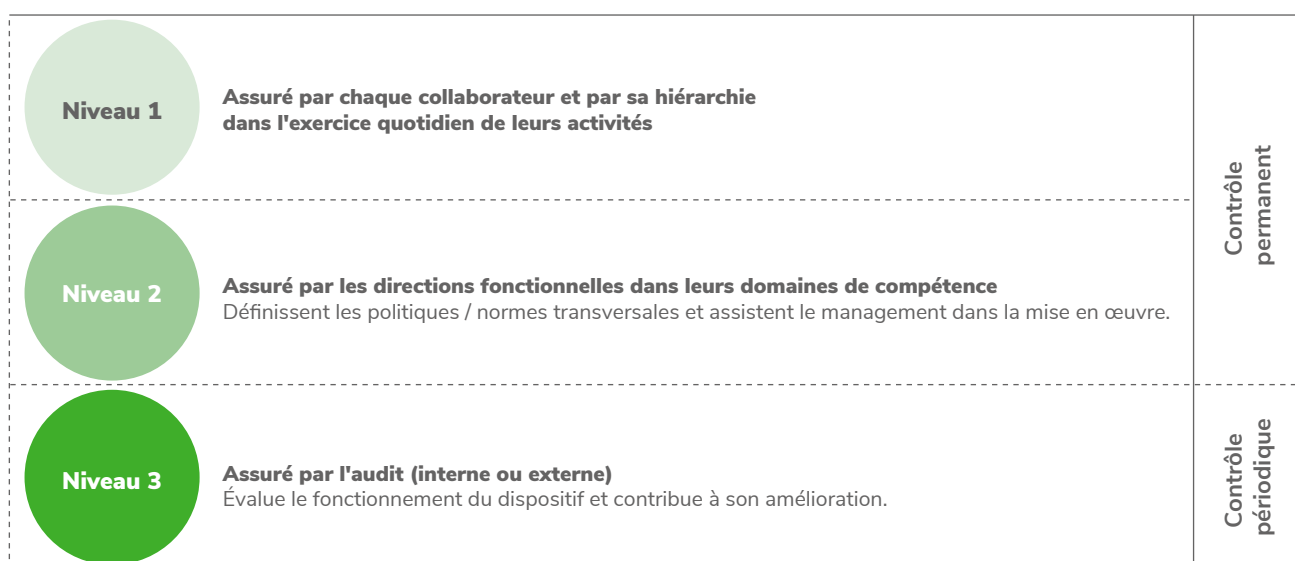 Niveau 1
Assuré par chaque collaborateur et par sa hiérarchie
dans l'exercice quotidien de leurs activités
Contrôle
permanent
Niveau 2
Assuré par les directions fonctionnelles dans leurs domaines de compétence
Définissent les politiques / normes transversales et assistent le management dans la mise en œuvre.
Niveau 3
Assuré par l'audit (interne ou externe)
Évalue le fonctionnement du dispositif et contribue à son amélioration.
Contrôle
périodique